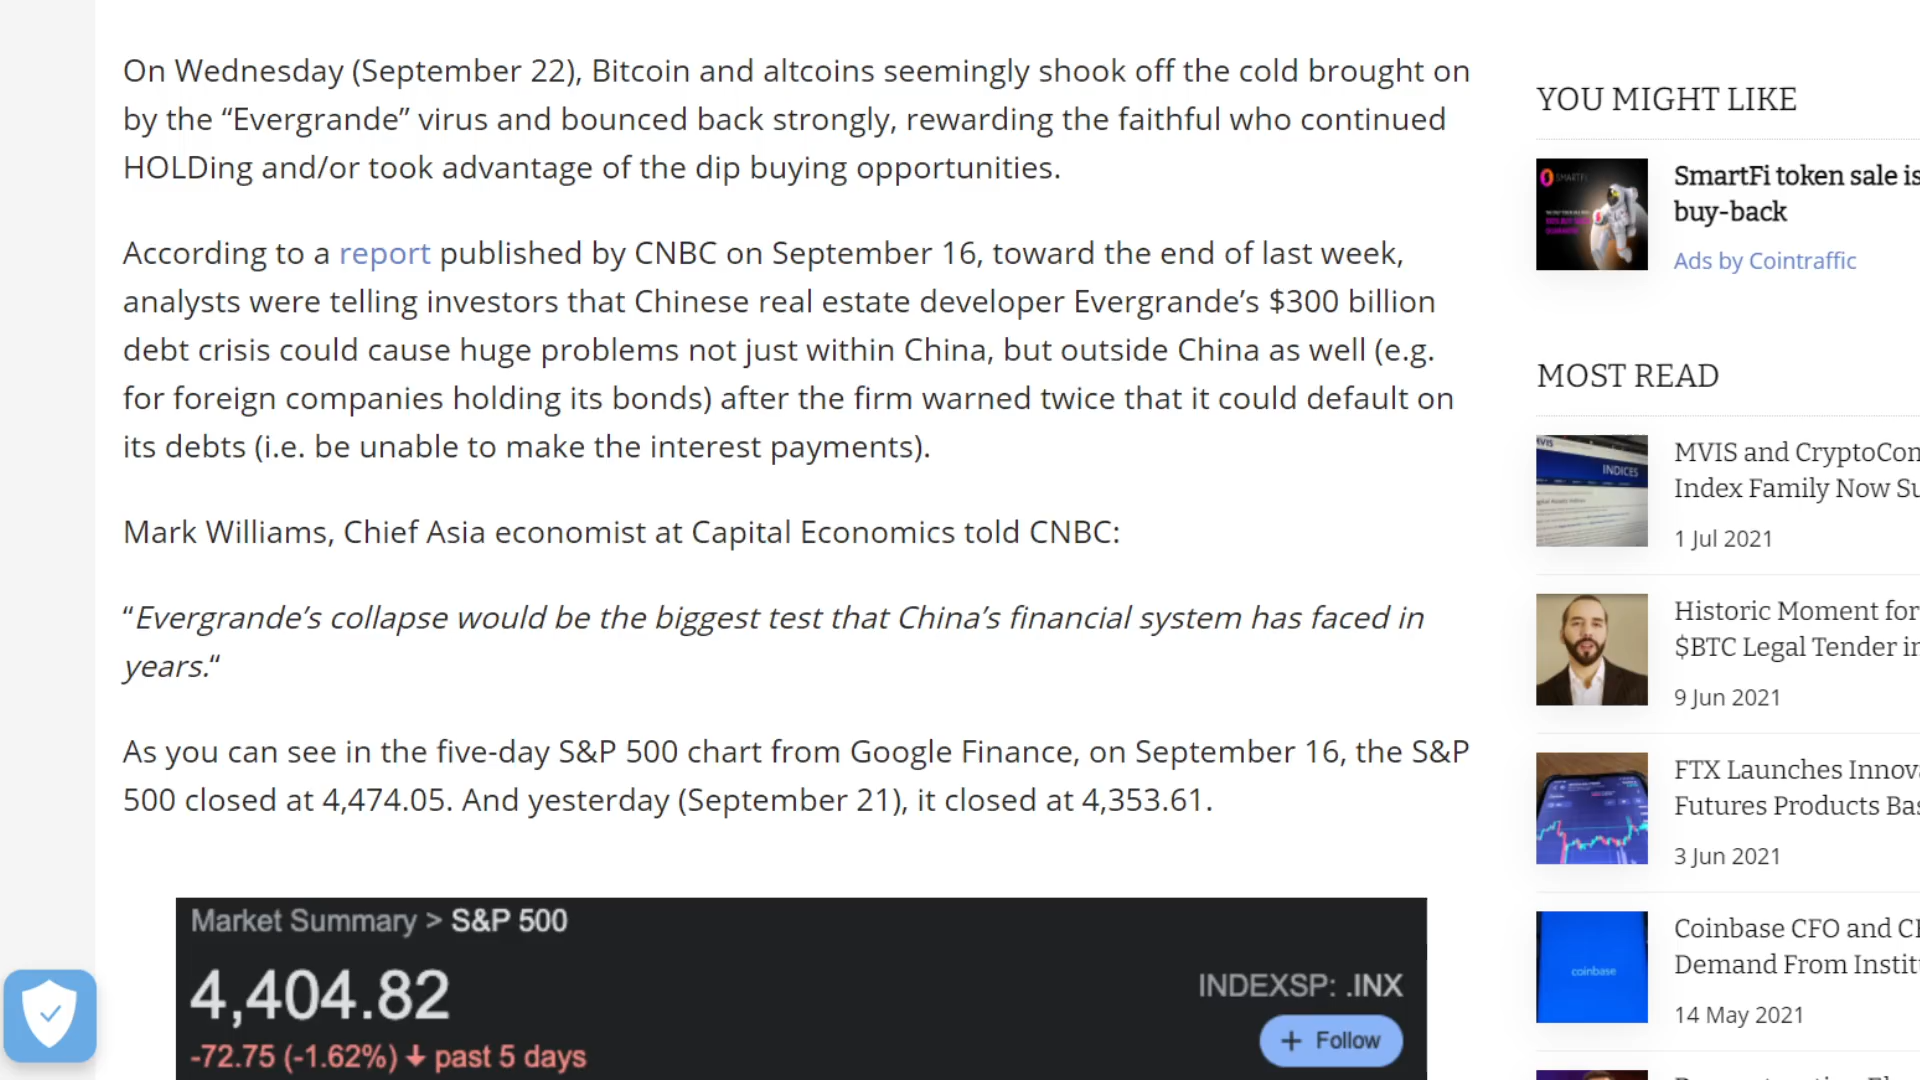 On Wednesday (September 22), Bitcoin and altcoins seemingly shook off the cold brought on
by the “Evergrande” virus and bounced back strongly, rewarding the faithful who continued
HOLDing and/or took advantage of the dip buying opportunities.
According to a report published by CNBC on September 16, toward the end of last week,
analysts were telling investors that Chinese real estate developer Evergrande’s $300 billion
debt crisis could cause huge problems not just within China, but outside China as well (e.g.
for foreign companies holding its bonds) after the firm warned twice that it could default on
its debts (i.e. be unable to make the interest payments).
Mark Williams, Chief Asia economist at Capital Economics told CNBC:
“Evergrande’s collapse would be the biggest test that China’s financial system has faced in
years.“
As you can see in the five-day S&P 500 chart from Google Finance, on September 16, the S&P
500 closed at 4,474.05. And yesterday (September 21), it closed at 4,353.61.
Market Summary > S&P 500
4,404.82
INDEXSP: .INX
+ Follow
-72.75 (-1.62%) ↓ past 5 days
YOU MIGHT LIKE
SMARTFI
SmartFi token sale is
buy-back
Ads by Cointraffic
MOST READ
MVIS
INDICES
MVIS and CryptoCom
Index Family Now Su
1 Jul 2021
Historic Moment for
$BTC Legal Tender in
9 Jun 2021
FTX Launches Innova
Futures Products Bas
3 Jun 2021
coinbase
Coinbase CFO and CE
Demand From Institu
14 May 2021